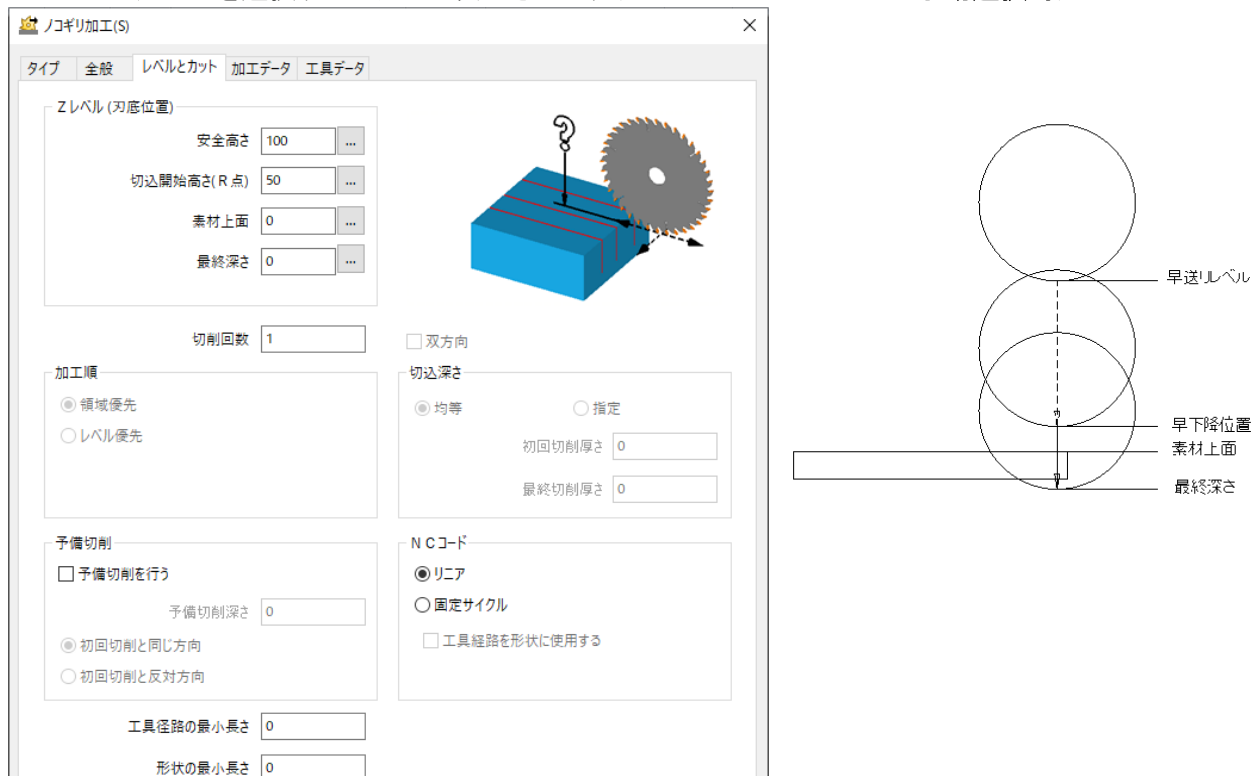 ノコギリ加工(S)
タイプ 全般 レベルとカット 加工データ 工具データ
Zレベル (刃底位置)
安全高さ 100 ...
切込開始高さ(R点) 50 ...
素材上面 0 ...
最終深さ 0 ...
切削回数 1
双方向
加工順
領域優先
レベル優先
切込深さ
均等 指定
初回切削厚さ 0
最終切削厚さ 0
予備切削
予備切削を行う
予備切削深さ 0
初回切削と同じ方向
初回切削と反対方向
NCコード
リニア
固定サイクル
工具経路を形状に使用する
工具径路の最小長さ 0
形状の最小長さ 0
早送りレベル
早下降位置
素材上面
最終深さ